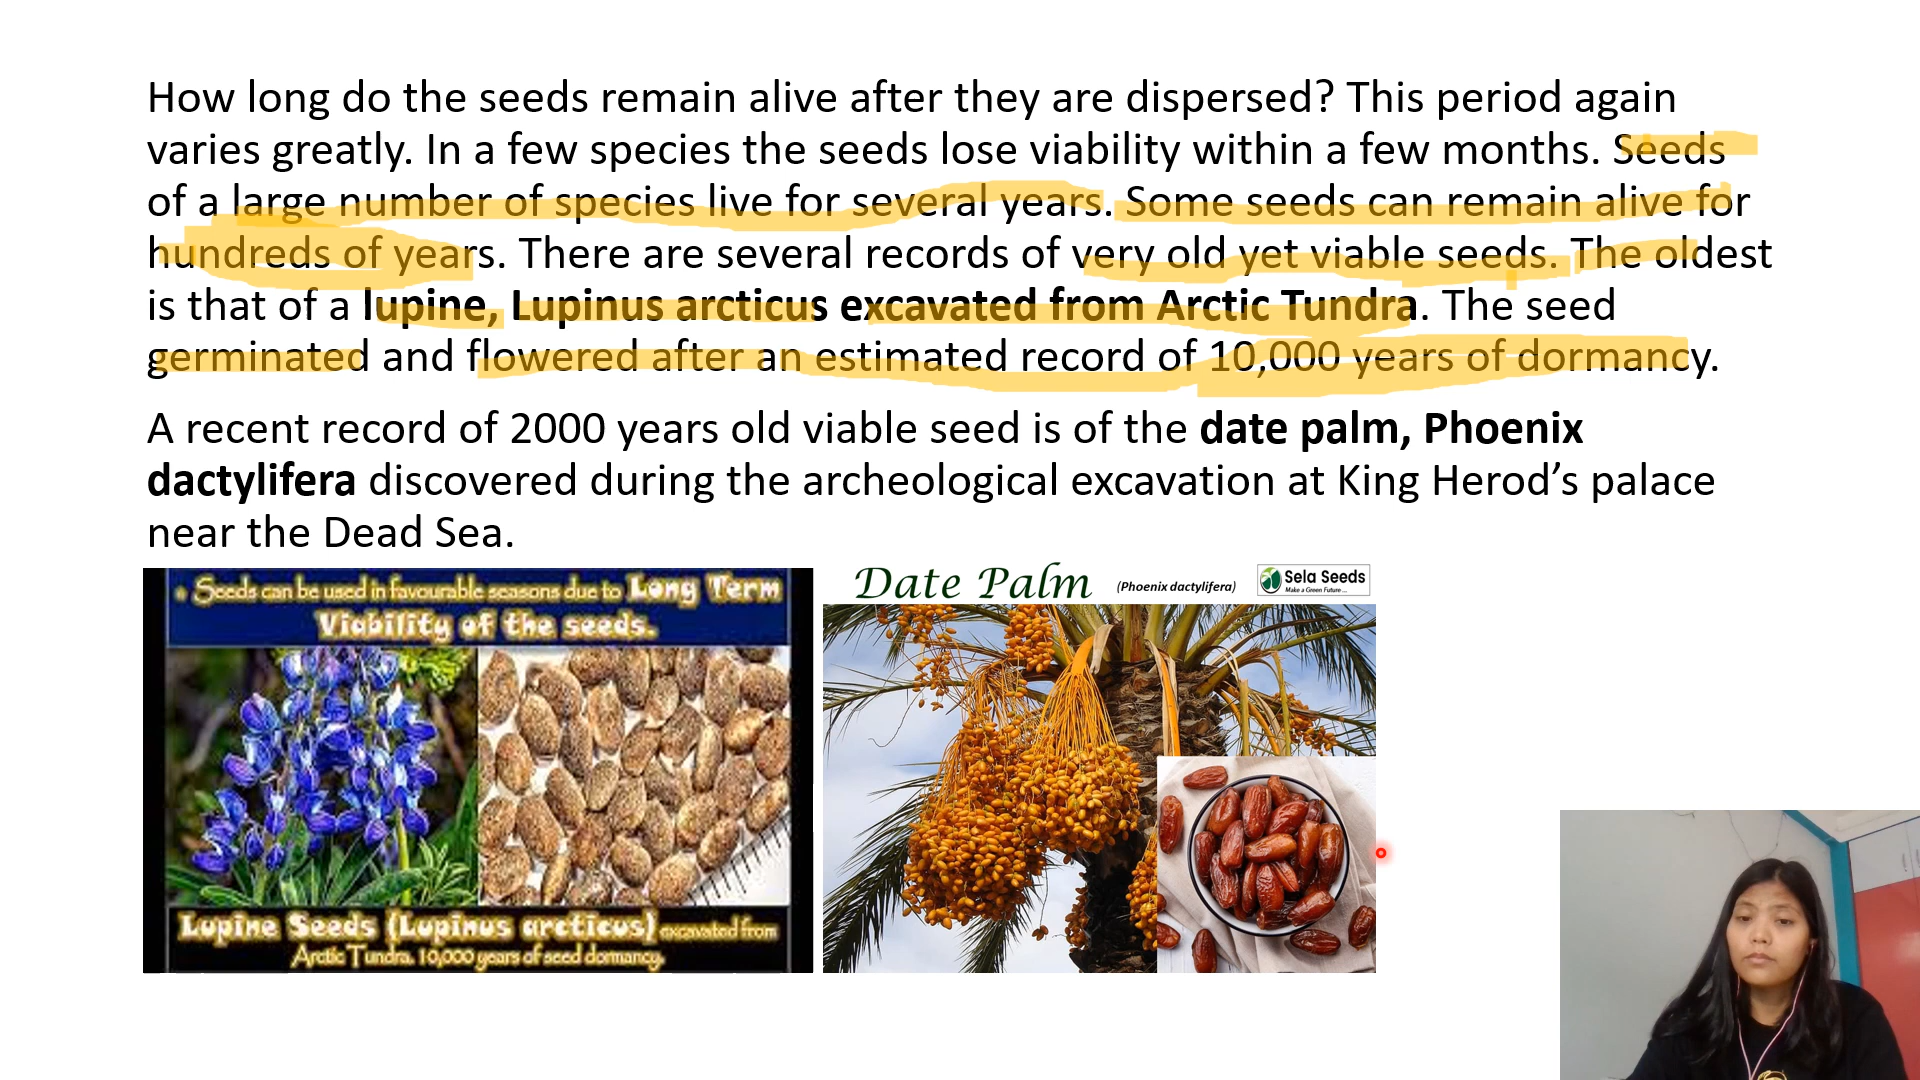 How long do the seeds remain alive after they are dispersed? This period again
varies greatly. In a few species the seeds lose viability within a few months. Seeds
of a large number of species live for several years. Some seeds can remain alive for
hundreds of years. There are several records of very old yet viable seeds. The oldest
is that of a lupine, Lupinus arcticus excavated from Arctic Tundra. The seed
germinated and flowered after an estimated record of 10,000 years of dormancy.
A recent record of 2000 years old viable seed is of the date palm, Phoenix
dactylifera discovered during the archeological excavation at King Herod’s palace
near the Dead Sea.
• Seeds can be used in favourable seasons due to Long Term
Viability of the seeds.
Lupine Seeds (Lupinus arcticus) excavated from
Arctic Tundra. 10,000 years of seed dormancy.
Date Palm (Phoenix dactylifera)
Sela Seeds
Make a Green Future...